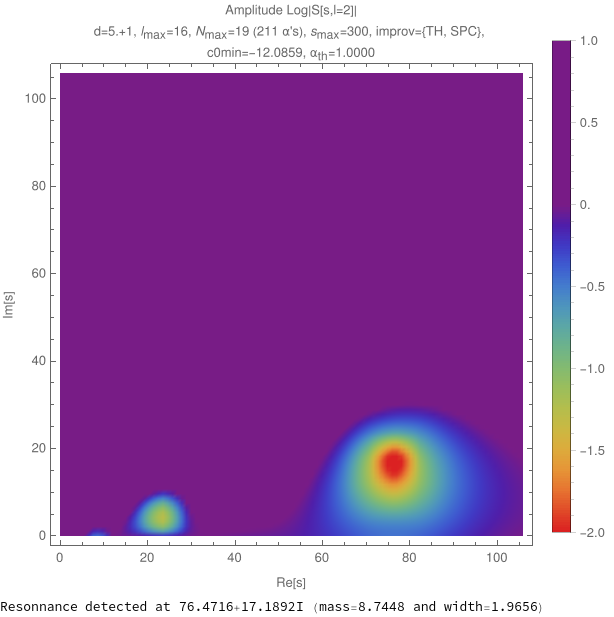 Amplitude Log|S[s,l=2]|
d=5.+1, lmax=16, Nmax=19 (211 α's), smax=300, improv={TH, SPC},
c0min=−12.0859, αth=1.0000
Im[s]
100
80
60
40
20
0
0 20 40 60 80 100
Re[s]
1.0
0.5
0.
−0.5
−1.0
−1.5
−2.0
Resonnance detected at 76.4716+17.1892I (mass=8.7448 and width=1.9656)